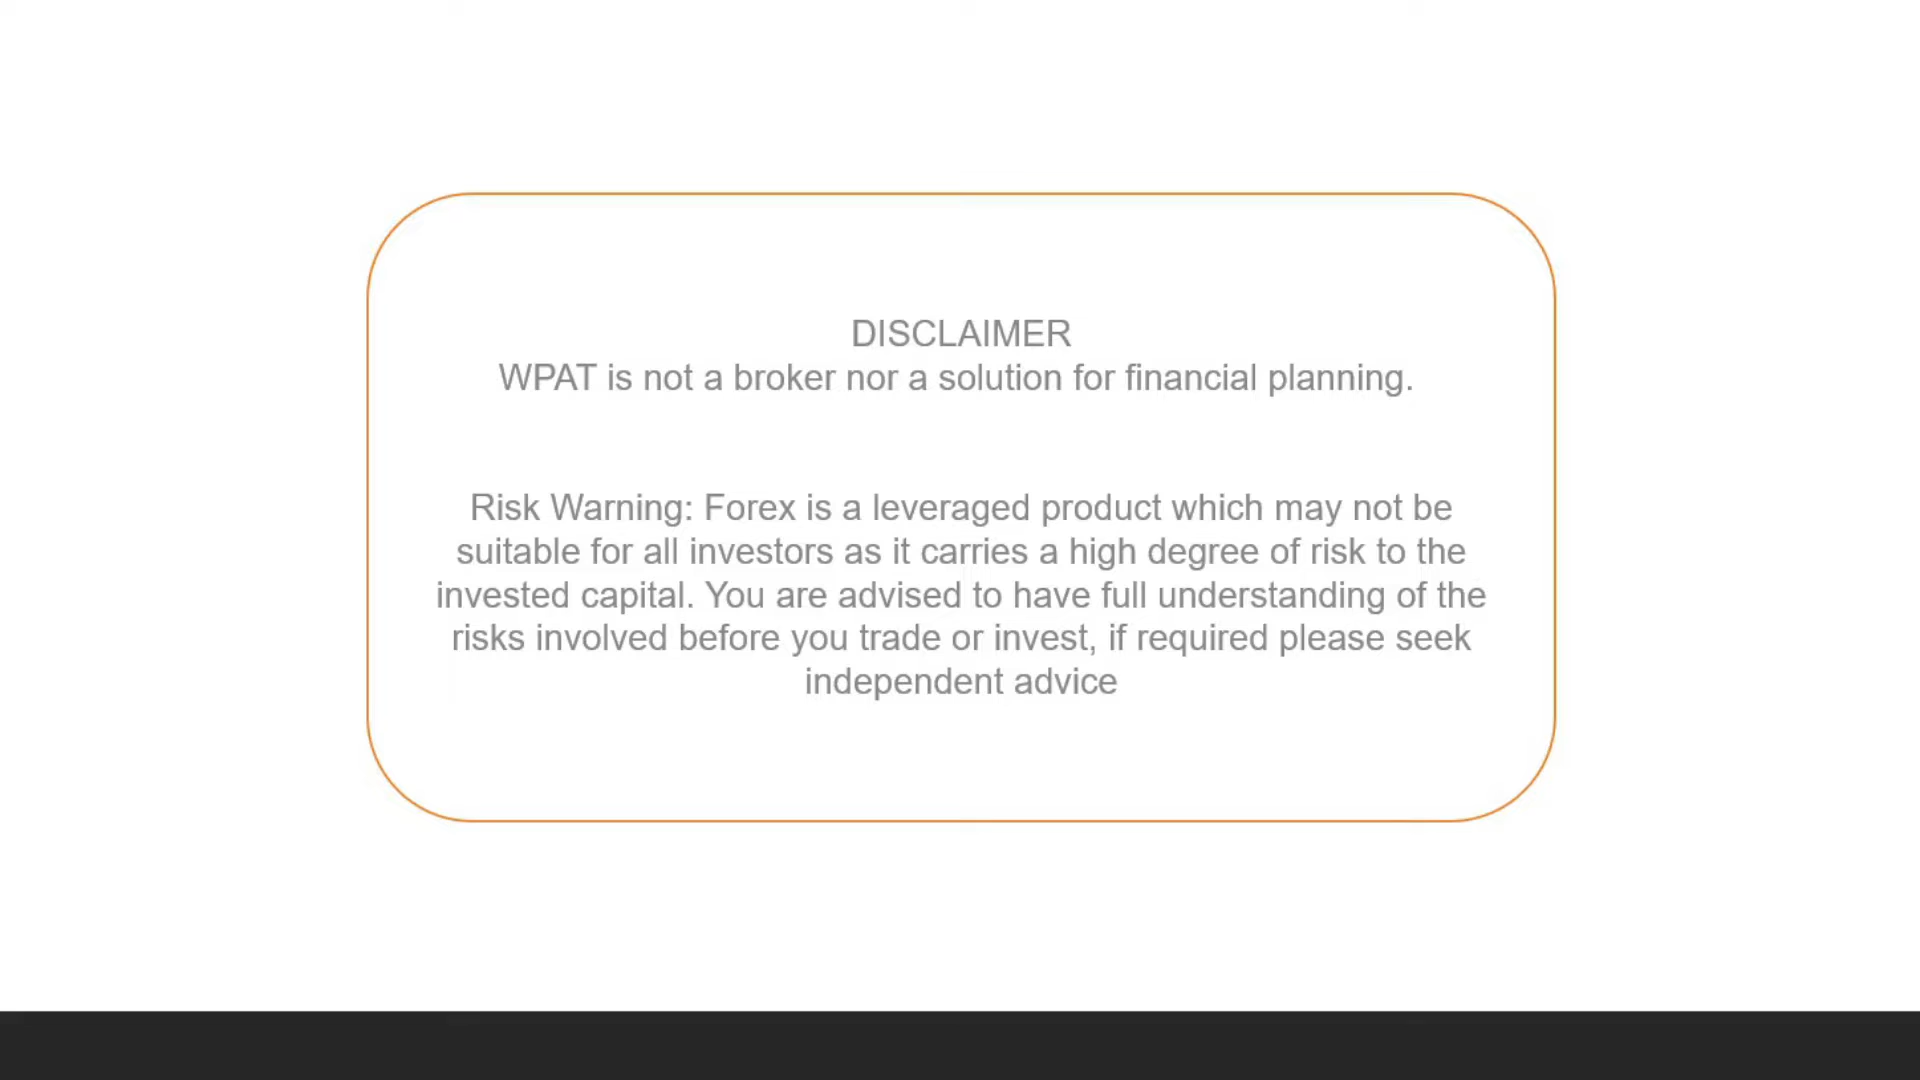 DISCLAIMER
WPAT is not a broker nor a solution for financial planning.
Risk Warning: Forex is a leveraged product which may not be
suitable for all investors as it carries a high degree of risk to the
invested capital. You are advised to have full understanding of the
risks involved before you trade or invest, if required please seek
independent advice